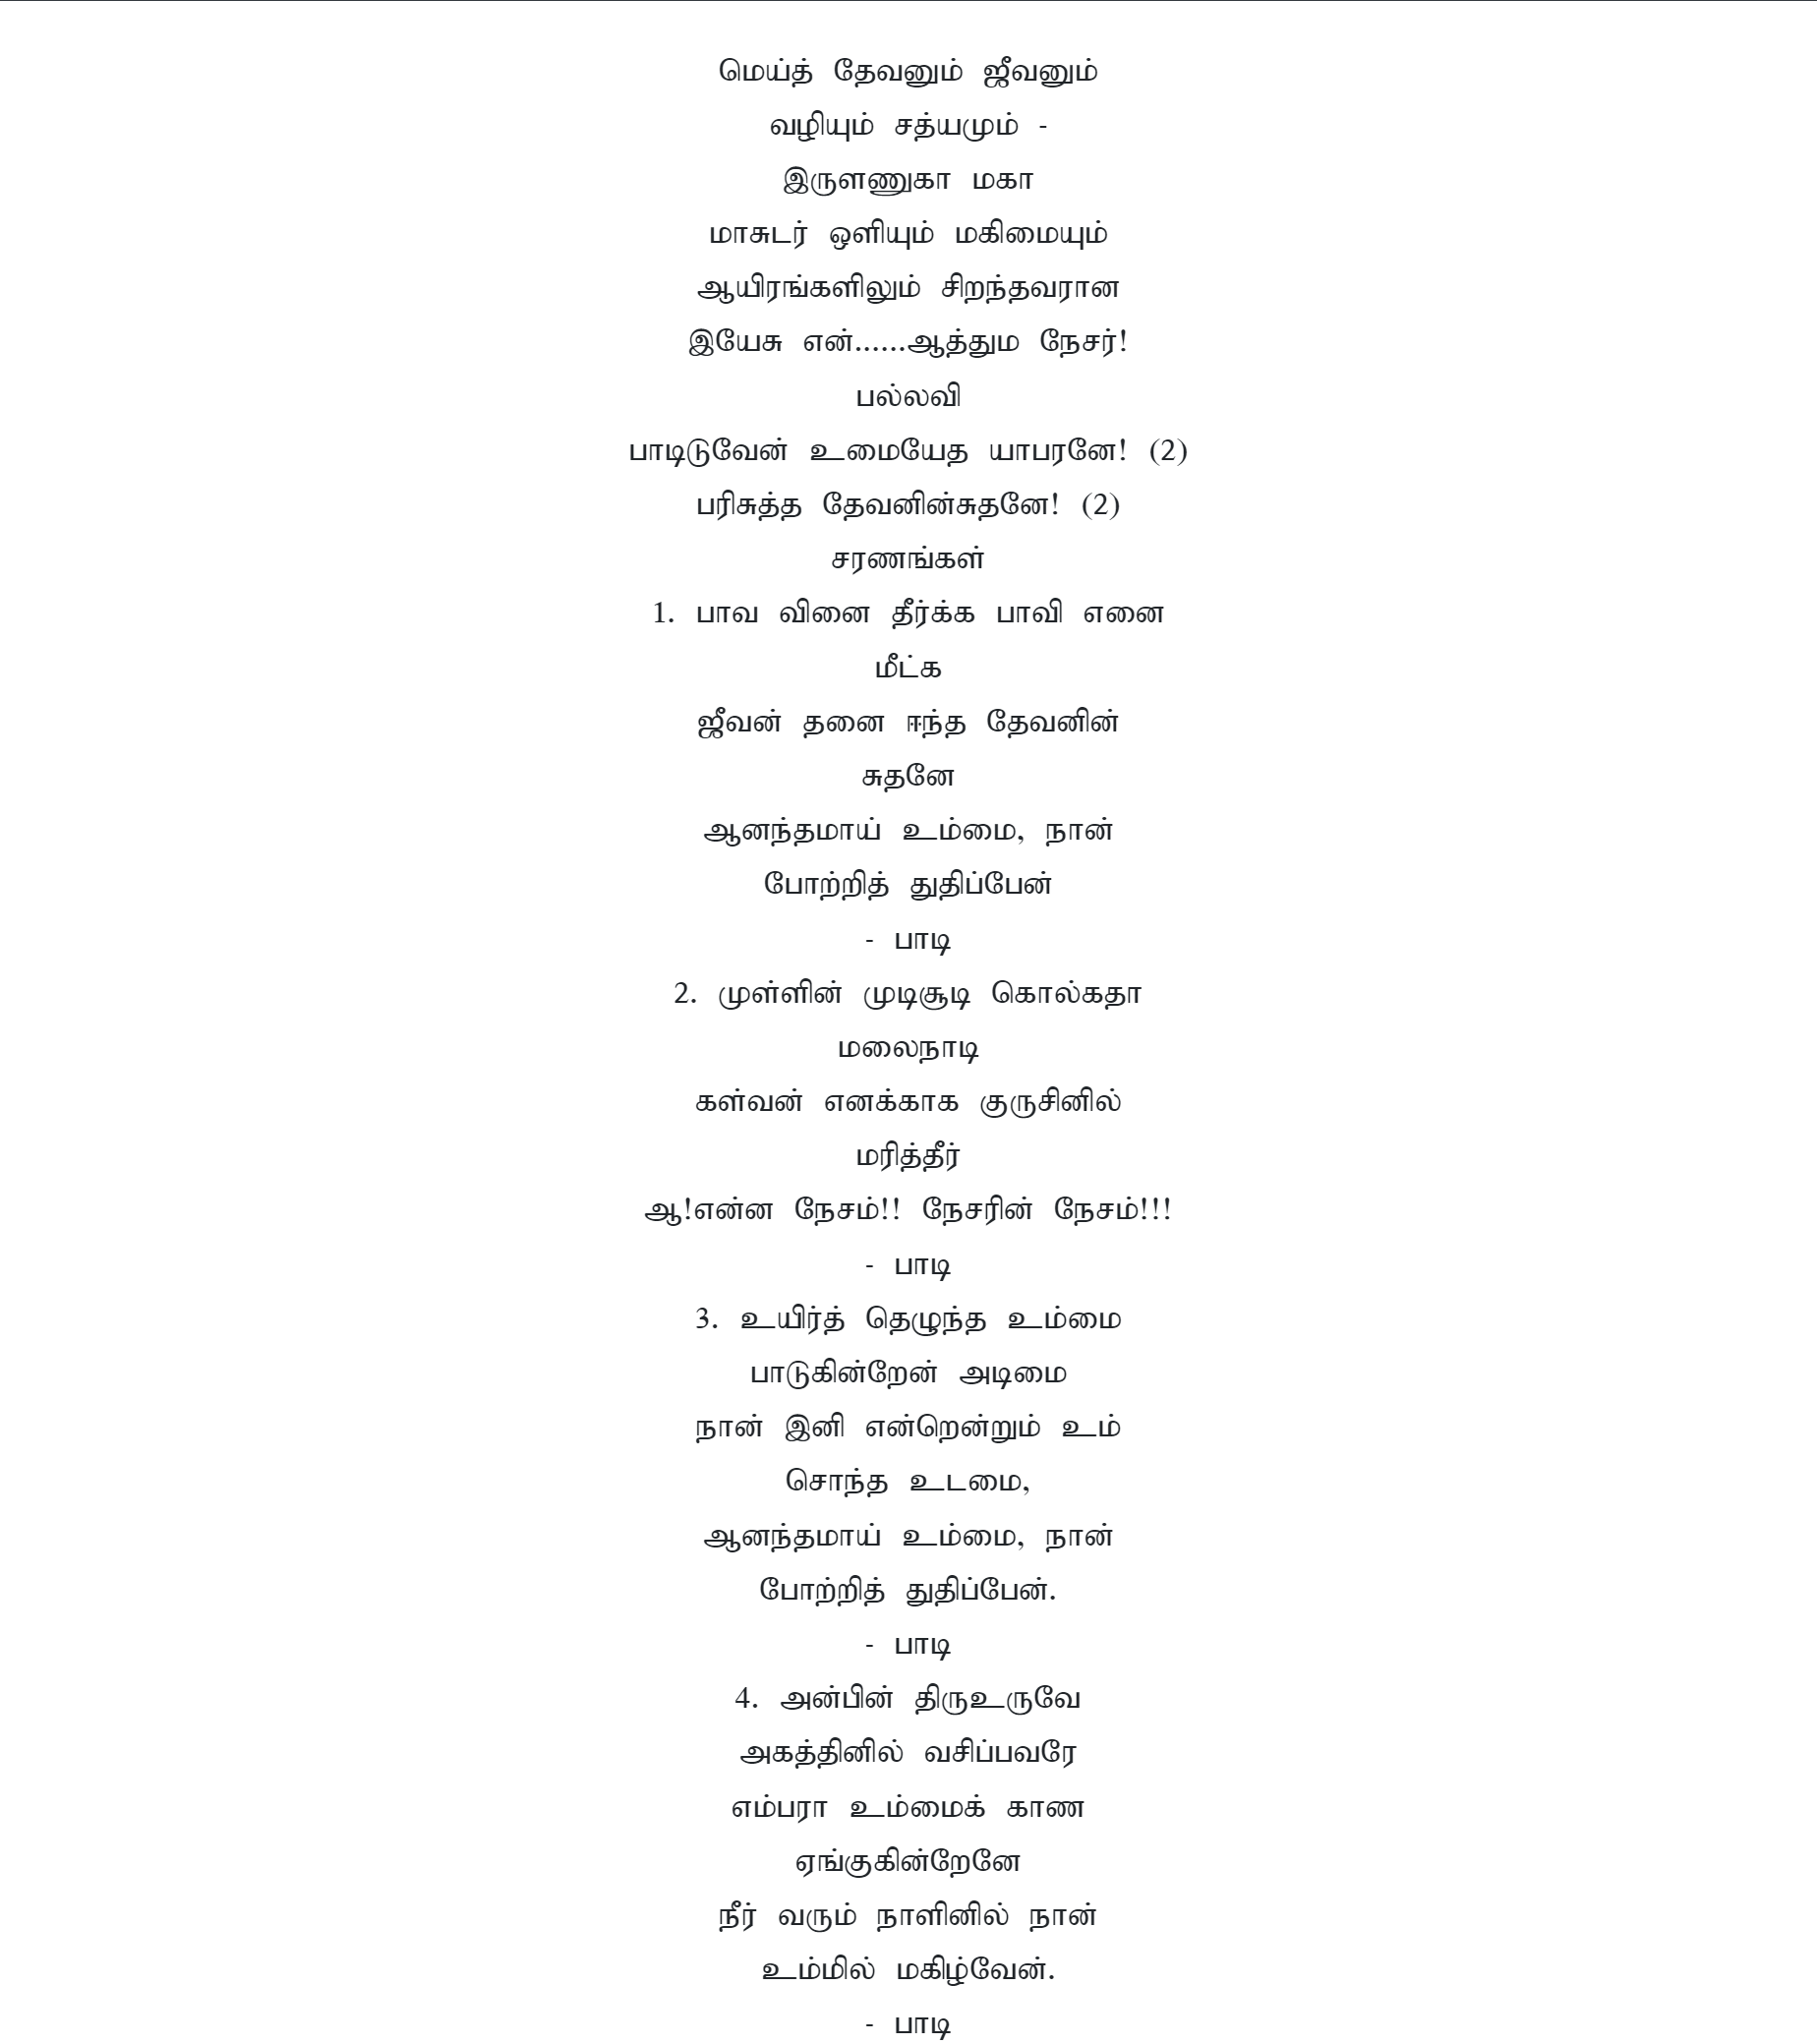 மெய்த் தேவனும் ஜீவனும்
வழியும் சத்யமும் -
இருளணுகா மகா
மாசுடர் ஒளியும் மகிமையும்
ஆயிரங்களிலும் சிறந்தவரான
இயேசு என்......ஆத்தும நேசர்!
பல்லவி
பாடிடுவேன் உமையேத யாபரனே! (2)
பரிசுத்த தேவனின்சுதனே! (2)
சரணங்கள்
1. பாவ வினை தீர்க்க பாவி எனை
மீட்க
ஜீவன் தனை ஈந்த தேவனின்
சுதனே
ஆனந்தமாய் உம்மை, நான்
போற்றித் துதிப்பேன்
- பாடி
2. முள்ளின் முடிசூடி கொல்கதா
மலைநாடி
கள்வன் எனக்காக குருசினில்
மரித்தீர்
ஆ!என்ன நேசம்!! நேசரின் நேசம்!!!
- பாடி
3. உயிர்த் தெழுந்த உம்மை
பாடுகின்றேன் அடிமை
நான் இனி என்றென்றும் உம்
சொந்த உடமை,
ஆனந்தமாய் உம்மை, நான்
போற்றித் துதிப்பேன்.
- பாடி
4. அன்பின் திருஉருவே
அகத்தினில் வசிப்பவரே
எம்பரா உம்மைக் காண
ஏங்குகின்றேனே
நீர் வரும் நாளினில் நான்
உம்மில் மகிழ்வேன்.
- பாடி